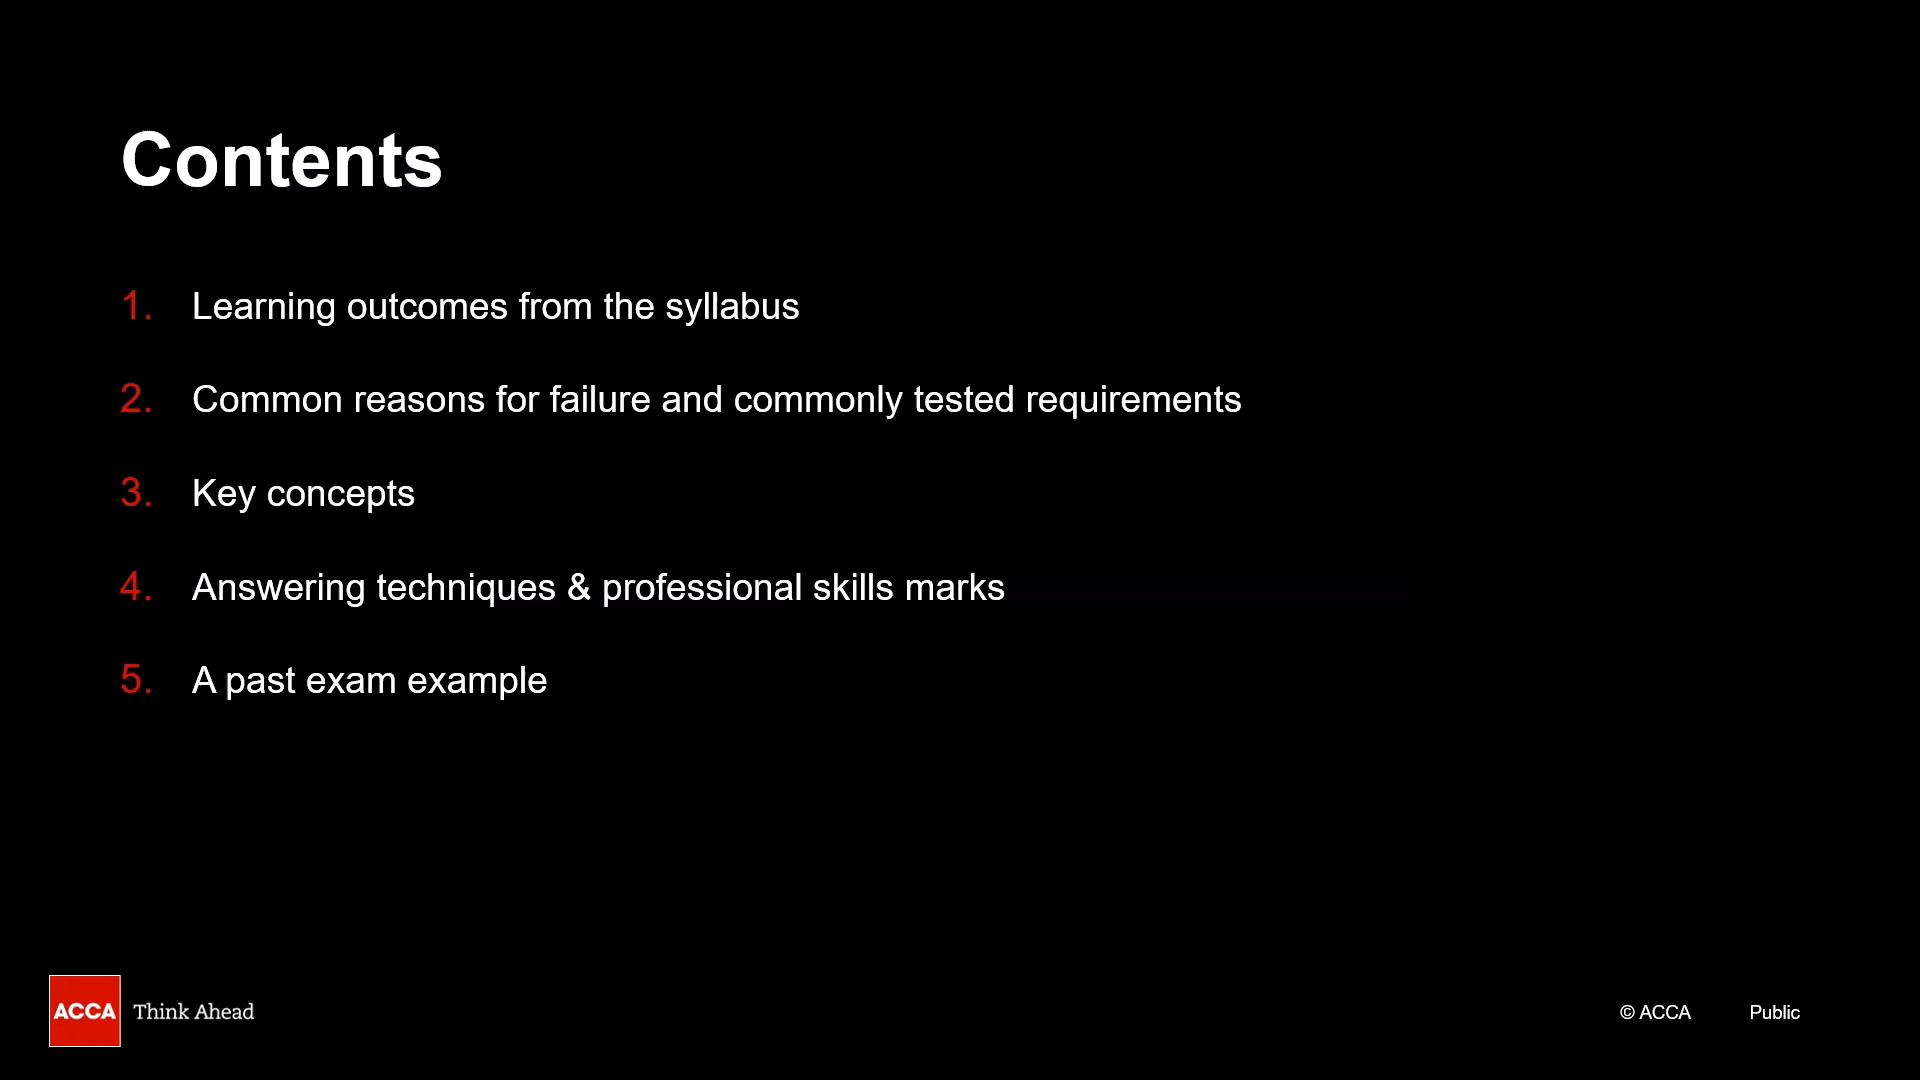 Contents
1. Learning outcomes from the syllabus
2. Common reasons for failure and commonly tested requirements
3. Key concepts
4. Answering techniques & professional skills marks
5. A past exam example
ACCA Think Ahead
© ACCA Public